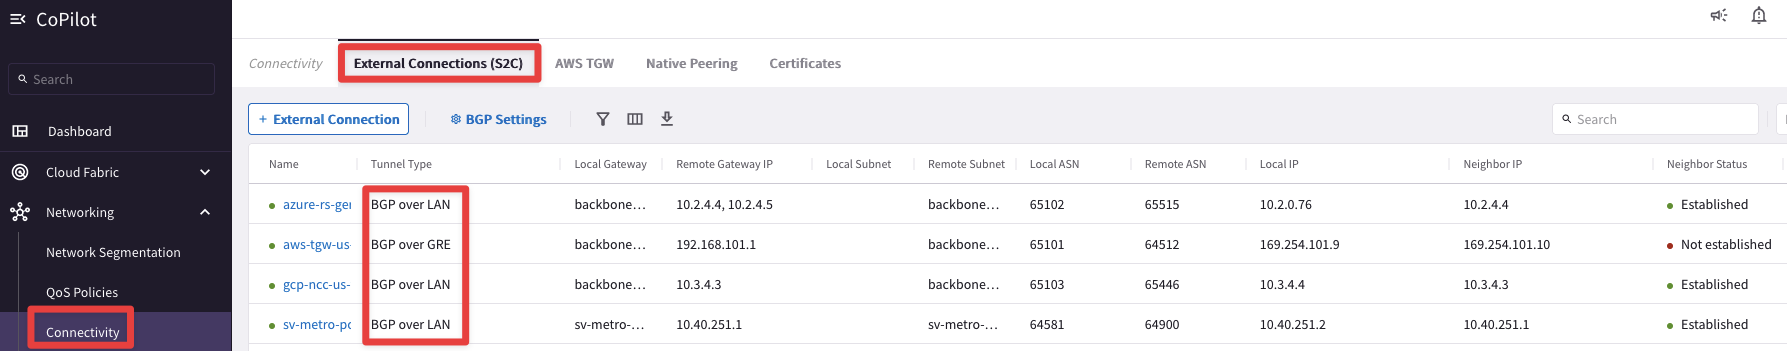 CoPilot
Search
Dashboard
Cloud Fabric
Networking
Network Segmentation
QoS Policies
Connectivity
Connectivity External Connections (S2C) AWS TGW Native Peering Certificates
+ External Connection BGP Settings Search
Name Tunnel Type Local Gateway Remote Gateway IP Local Subnet Remote Subnet Local ASN Remote ASN Local IP Neighbor IP Neighbor Status
azure-rs-ger BGP over LAN backbone... 10.2.4.4, 10.2.4.5 backbone... 65102 65515 10.2.0.76 10.2.4.4 Established
aws-tgw-us- BGP over GRE backbone... 192.168.101.1 backbone... 65101 64512 169.254.101.9 169.254.101.10 Not established
gcp-ncc-us- BGP over LAN backbone... 10.3.4.3 backbone... 65103 65446 10.3.4.4 10.3.4.3 Established
sv-metro-po BGP over LAN sv-metro-... 10.40.251.1 sv-metro-... 64581 64900 10.40.251.2 10.40.251.1 Established